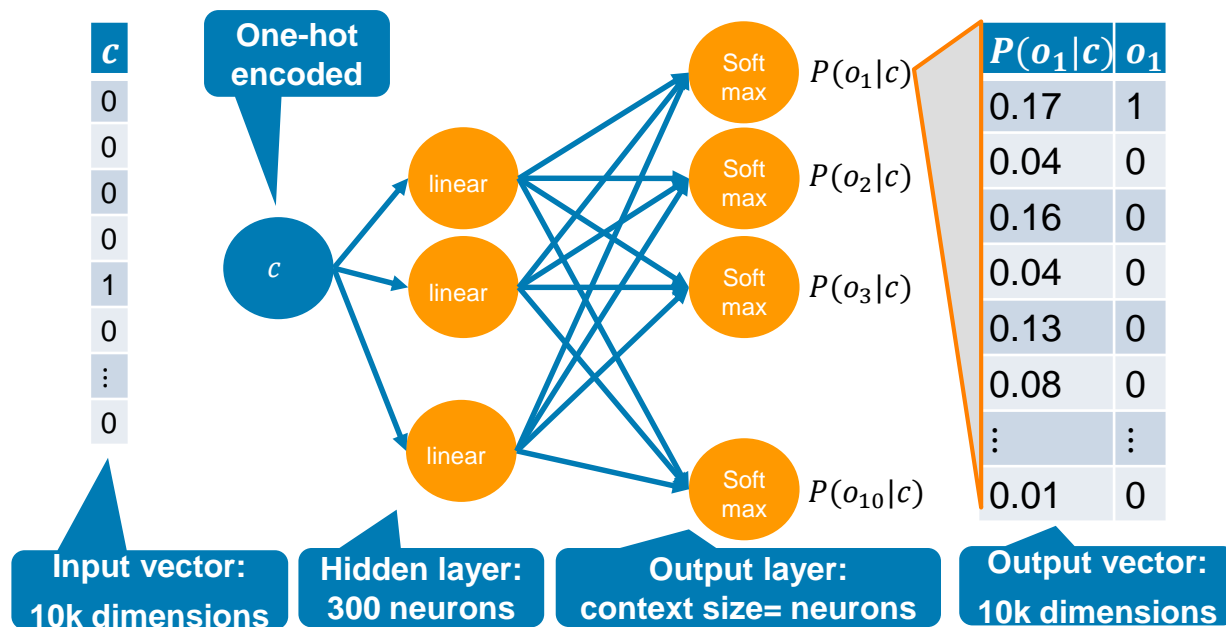 c
0
0
0
0
1
0
⋮
0
One-hot
encoded
c
linear
linear
linear
Soft
max
Soft
max
Soft
max
Soft
max
P(o₁|c)
P(o₂|c)
P(o₃|c)
P(o₁₀|c)
P(o₁|c) o₁
0.17 1
0.04 0
0.16 0
0.04 0
0.13 0
0.08 0
⋮ ⋮
0.01 0
Input vector:
10k dimensions
Hidden layer:
300 neurons
Output layer:
context size= neurons
Output vector:
10k dimensions